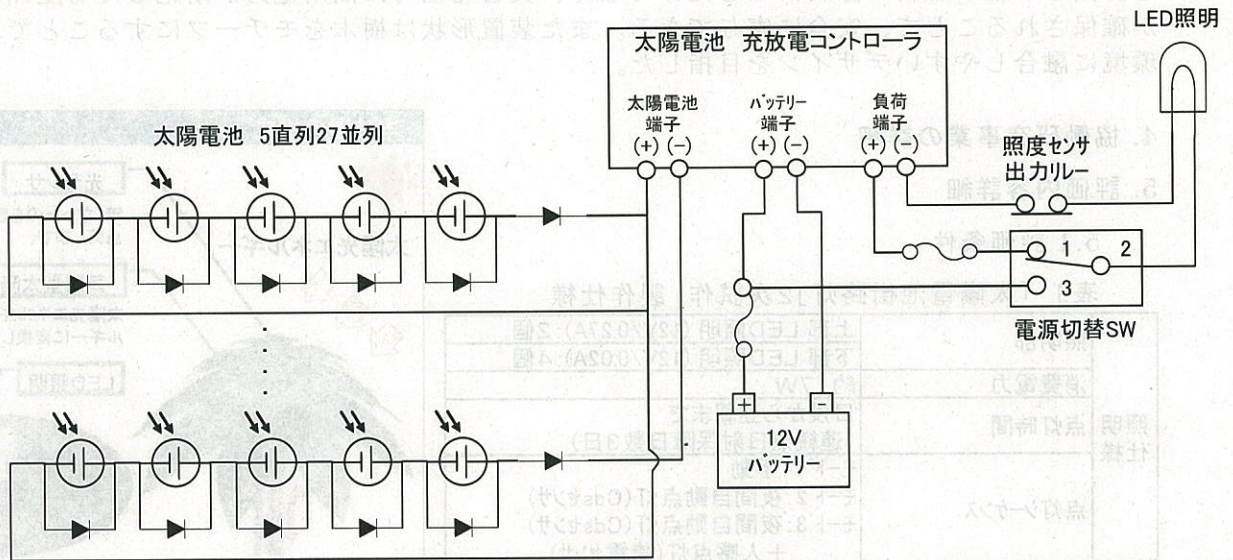 LED照明
太陽電池 充放電コントローラ
太陽電池 端子
バッテリー 端子
負荷 端子
(+) (−) (+) (−) (+) (−)
太陽電池 5直列27並列
照度センサ
出力リレー
1 2
3
電源切替SW
+ −
12V
バッテリー